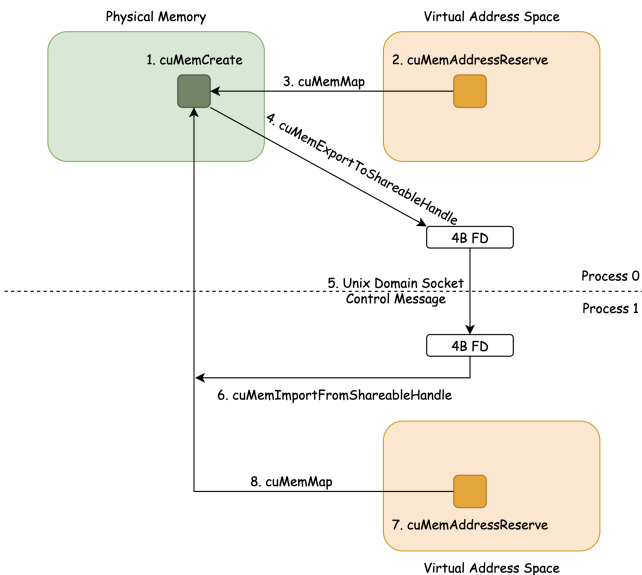 Physical Memory
Virtual Address Space
1. cuMemCreate
2. cuMemAddressReserve
3. cuMemMap
4. cuMemExportToShareableHandle
4B FD
5. Unix Domain Socket
Control Message
Process 0
Process 1
4B FD
6. cuMemImportFromShareableHandle
8. cuMemMap
7. cuMemAddressReserve
Virtual Address Space